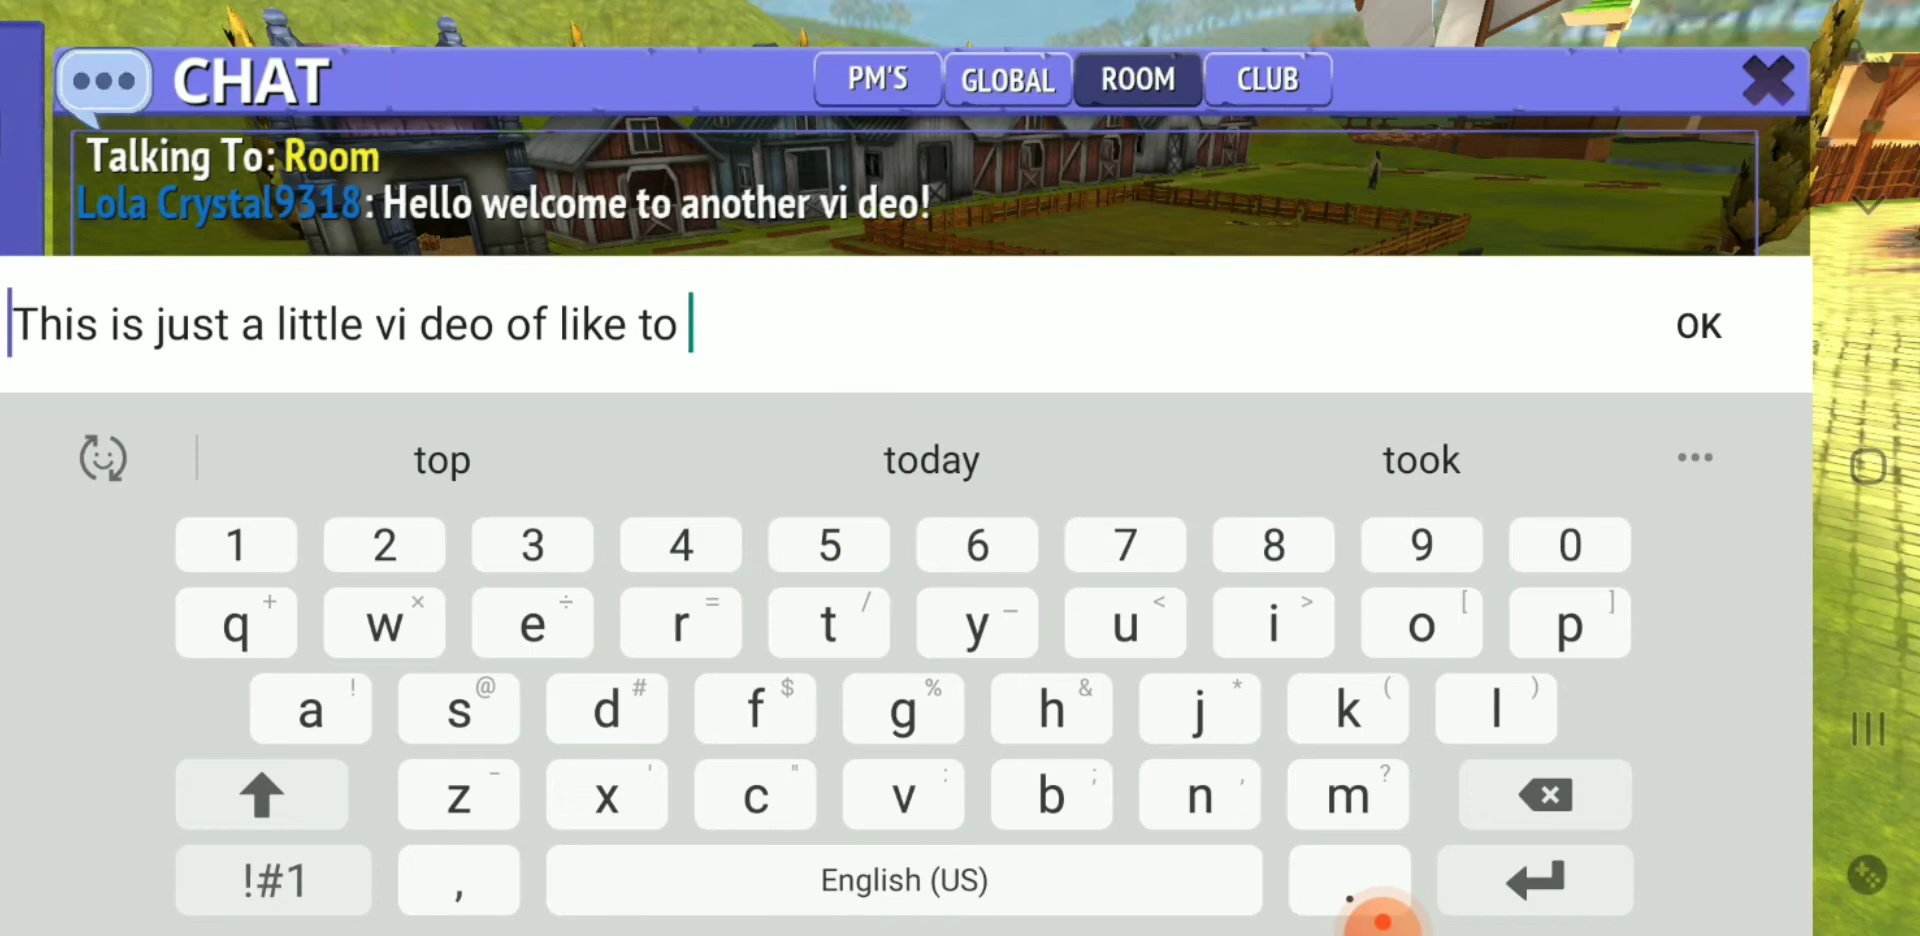 CHAT PM'S GLOBAL ROOM CLUB
Talking To: Room
Lola Crystal9318: Hello welcome to another vi deo!
This is just a little vi deo of like to OK
top today took
1 2 3 4 5 6 7 8 9 0
q + w × e ÷ r = t / y _ u < i > o [ p ]
a ! s @ d # f $ g % h & j * k ( l )
z - x ' c " v : b ; n , m ?
!#1 , English (US) .